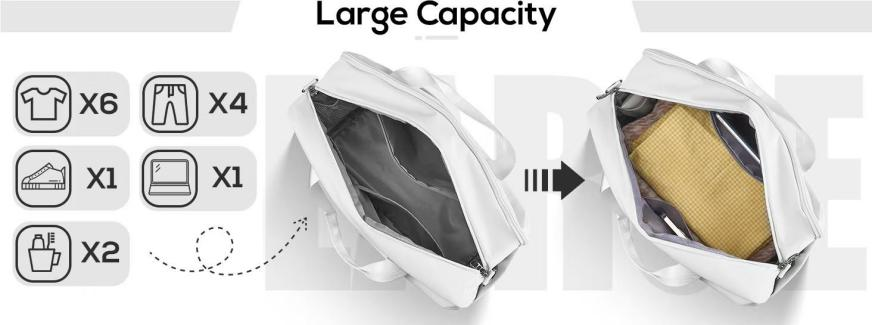 Large Capacity
X6
X4
X1
X1
X2